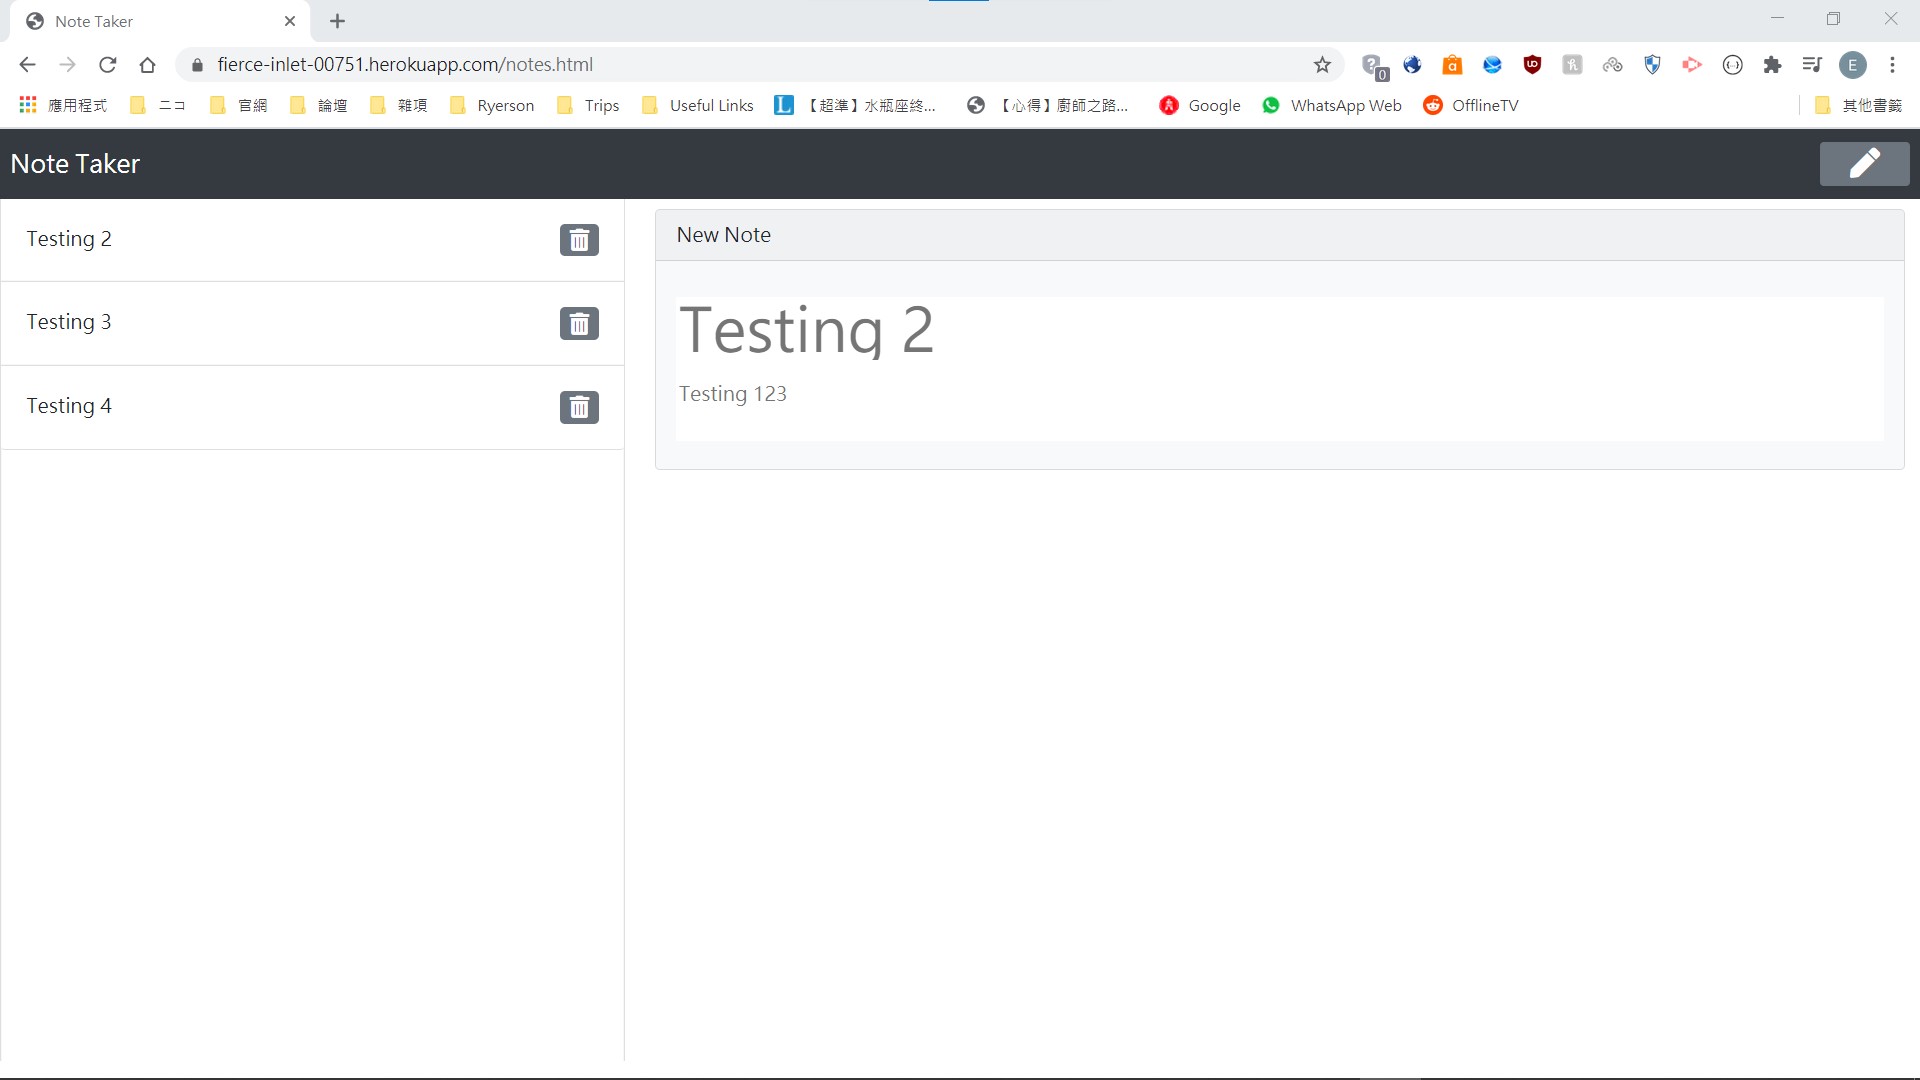 Note Taker
fierce-inlet-00751.herokuapp.com/notes.html
0
E
應用程式 ニコ 官網 論壇 雜項 Ryerson Trips Useful Links 【超準】水瓶座終... 【心得】廚師之路... Google WhatsApp Web OfflineTV 其他書籤
Note Taker
Testing 2
Testing 3
Testing 4
New Note
Testing 2
Testing 123